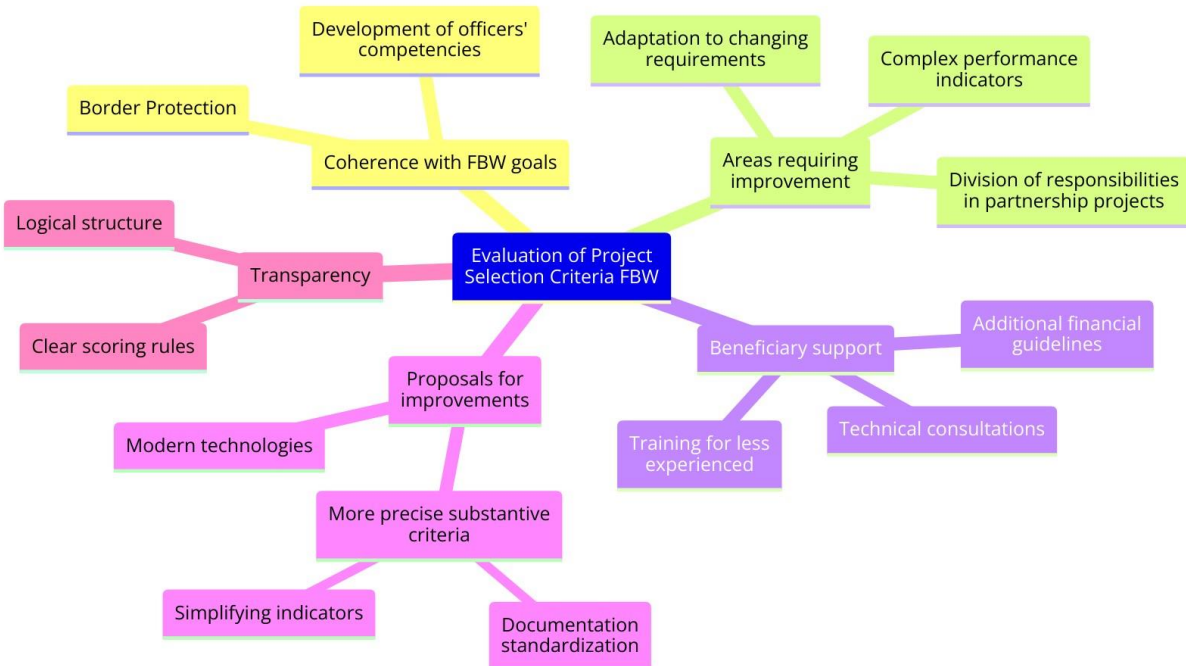 Development of officers'
competencies
Border Protection
Coherence with FBW goals
Adaptation to changing
requirements
Complex performance
indicators
Areas requiring
improvement
Division of responsibilities
in partnership projects
Logical structure
Transparency
Clear scoring rules
Evaluation of Project
Selection Criteria FBW
Beneficiary support
Additional financial
guidelines
Technical consultations
Training for less
experienced
Proposals for
improvements
Modern technologies
More precise substantive
criteria
Simplifying indicators
Documentation
standardization